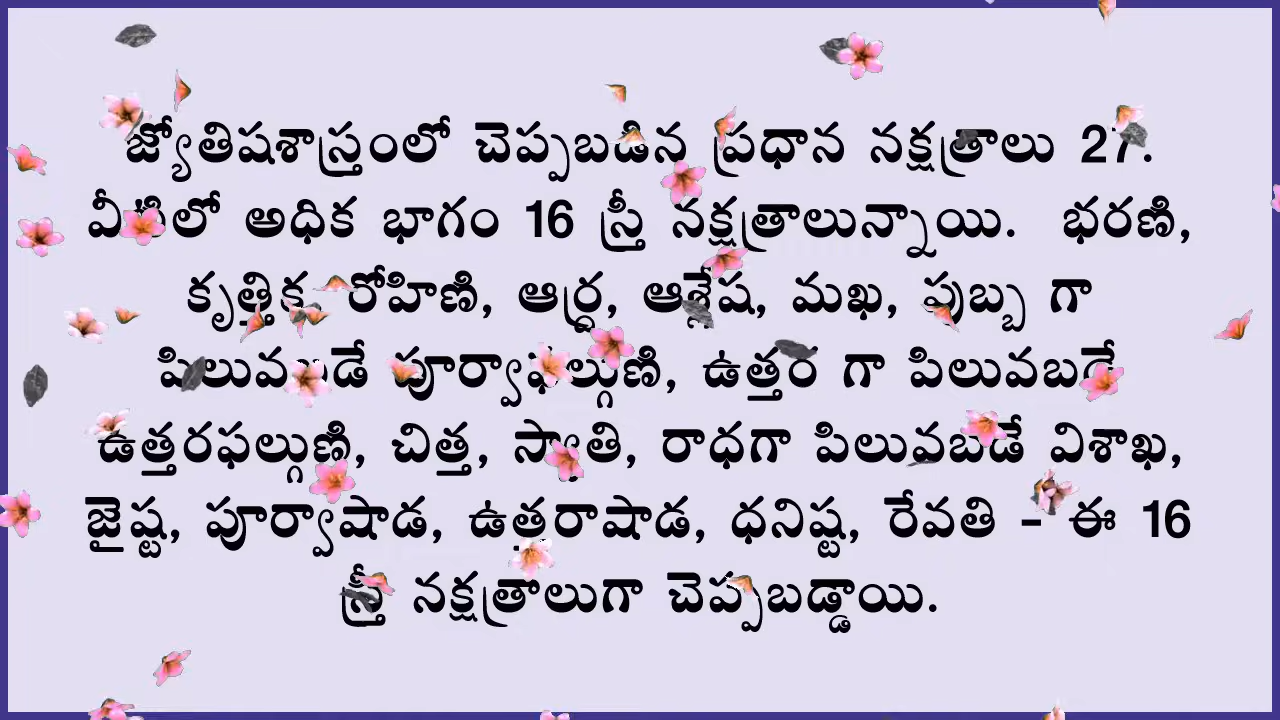 జ్యోతిషశాస్త్రంలో చెప్పబడిన ప్రధాన నక్షత్రాలు 27.
వీటిలో అధిక భాగం 16 స్త్రీ నక్షత్రాలున్నాయి. భరణి,
కృత్తిక, రోహిణి, ఆర్ద్ర, ఆశ్లేష, మఖ, పుబ్బ గా
పిలువబడే పూర్వాఫల్గుణి, ఉత్తర గా పిలువబడే
ఉత్తరఫల్గుణి, చిత్త, స్వాతి, రాధగా పిలువబడే విశాఖ,
జైష్ట, పూర్వాషాడ, ఉత్తరాషాడ, ధనిష్ట, రేవతి - ఈ 16
స్త్రీ నక్షత్రాలుగా చెప్పబడ్డాయి.